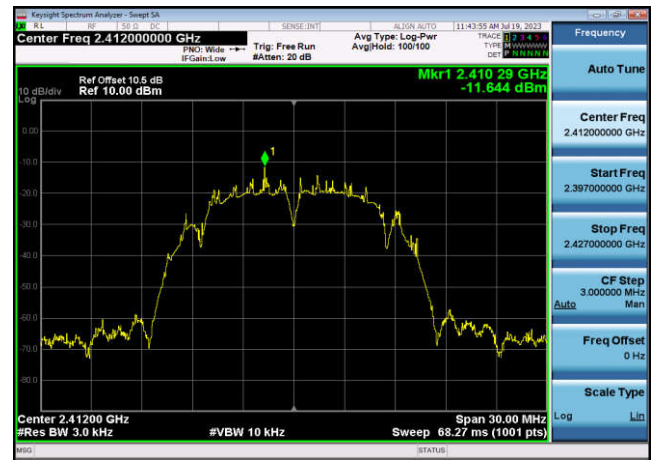 Keysight Spectrum Analyzer - Swept SA
RL RF 50 Ω DC SENSE:INT ALIGN AUTO 11:43:55 AM Jul 19, 2023
Center Freq 2.412000000 GHz
PNO: Wide Trig: Free Run
IFGain:Low #Atten: 20 dB
Avg Type: Log-Pwr
Avg|Hold: 100/100
TRACE 1 2 3 4 5 6
TYPE M WWWWW
DET P N N N N N
Ref Offset 10.5 dB
10 dB/div Ref 10.00 dBm
Log
Mkr1 2.410 29 GHz
-11.644 dBm
1
0.00
-10.0
-20.0
-30.0
-40.0
-50.0
-60.0
-70.0
-80.0
Center 2.41200 GHz Span 30.00 MHz
#Res BW 3.0 kHz #VBW 10 kHz Sweep 68.27 ms (1001 pts)
MSG STATUS
Frequency
Auto Tune
Center Freq
2.412000000 GHz
Start Freq
2.397000000 GHz
Stop Freq
2.427000000 GHz
CF Step
3.000000 MHz
Auto Man
Freq Offset
0 Hz
Scale Type
Log Lin